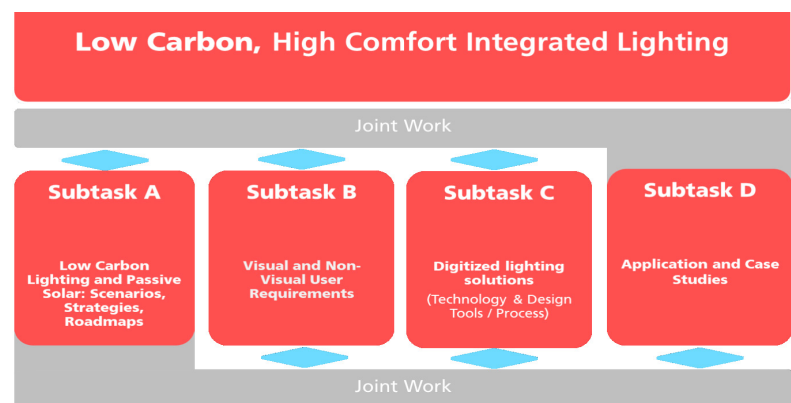 Low Carbon, High Comfort Integrated Lighting
Joint Work
Subtask A
Low Carbon
Lighting and Passive
Solar: Scenarios,
Strategies,
Roadmaps
Subtask B
Visual and Non-
Visual User
Requirements
Subtask C
Digitized lighting
solutions
(Technology & Design
Tools / Process)
Subtask D
Application and Case
Studies
Joint Work